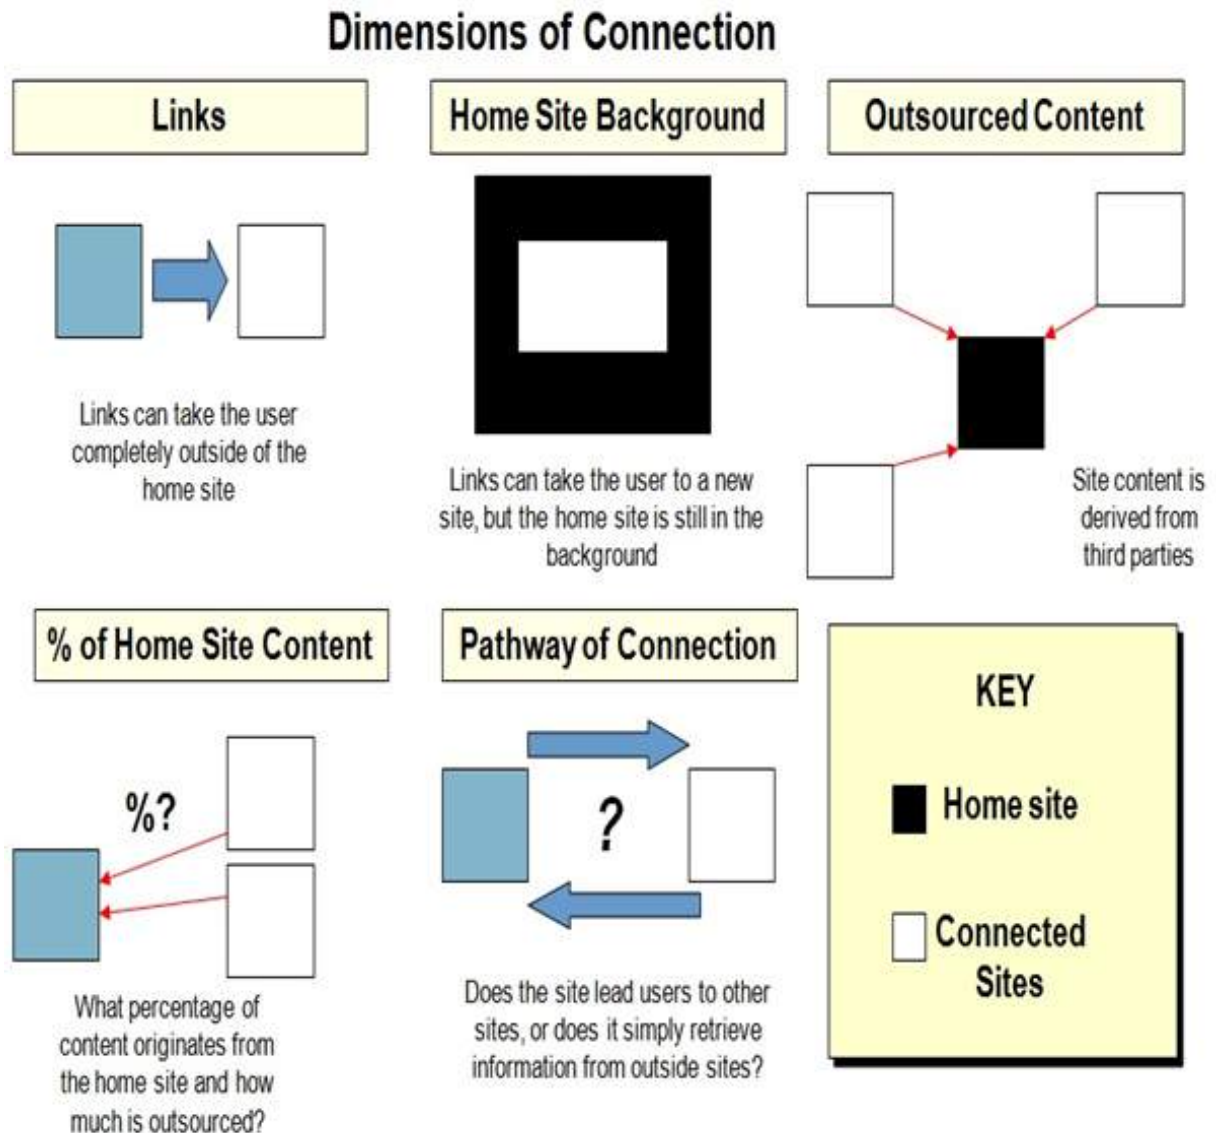 Dimensions of Connection
Links
Links can take the user
completely outside of the
home site
Home Site Background
Links can take the user to a new
site, but the home site is still in the
background
Outsourced Content
Site content is
derived from
third parties
% of Home Site Content
%?
What percentage of
content originates from
the home site and how
much is outsourced?
Pathway of Connection
?
Does the site lead users to other
sites, or does it simply retrieve
information from outside sites?
KEY
Home site
Connected
Sites